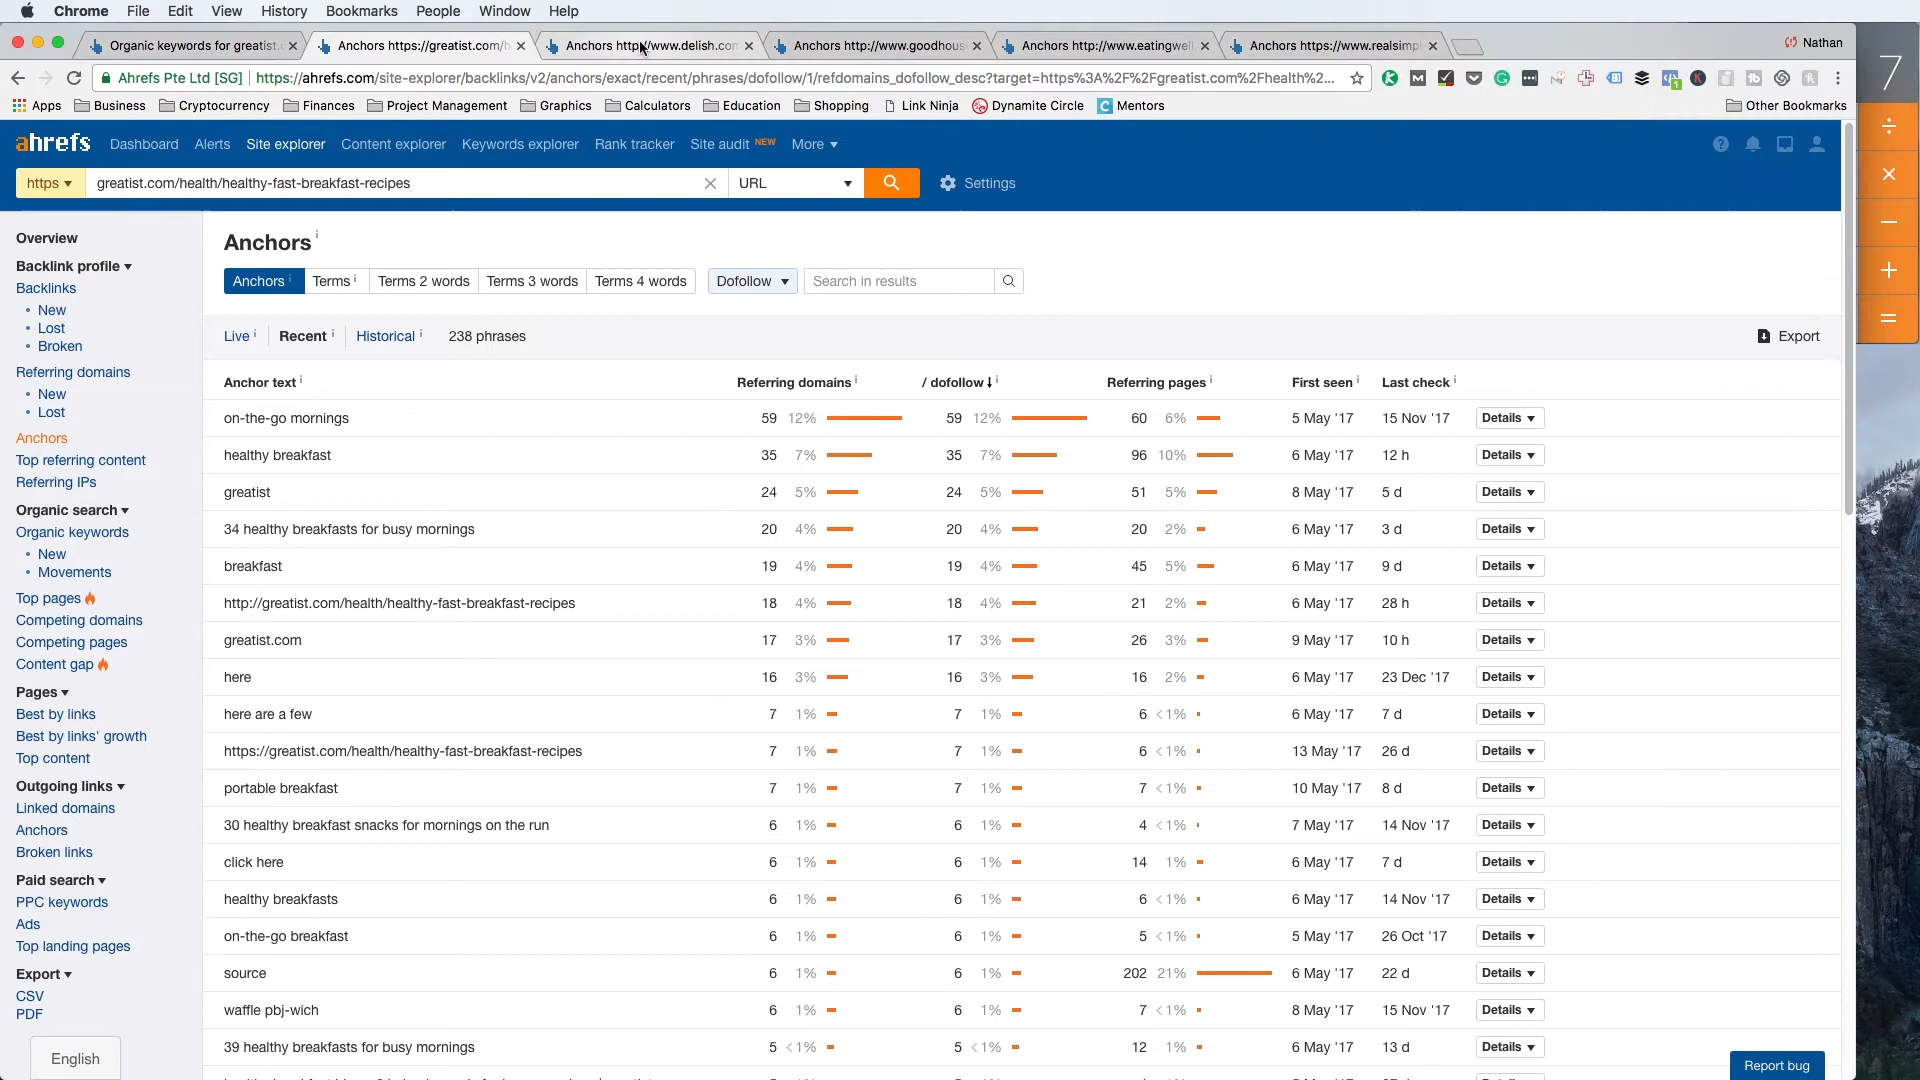 Chrome File Edit View History Bookmarks People Window Help
Organic keywords for greatist.
Anchors https://greatist.com/h
Anchors http://www.delish.com
Anchors http://www.goodhous
Anchors http://www.eatingwell
Anchors https://www.realsimpl
Nathan
Ahrefs Pte Ltd [SG] https://ahrefs.com/site-explorer/backlinks/v2/anchors/exact/recent/phrases/dofollow/1/refdomains_dofollow_desc?target=https%3A%2F%2Fgreatist.com%2Fhealth%2...
Apps Business Cryptocurrency Finances Project Management Graphics Calculators Education Shopping Link Ninja Dynamite Circle Mentors Other Bookmarks
7
÷
×
−
+
=
ahrefs Dashboard Alerts Site explorer Content explorer Keywords explorer Rank tracker Site audit NEW More
https greatist.com/health/healthy-fast-breakfast-recipes URL Settings
Overview
Backlink profile
Backlinks
New
Lost
Broken
Referring domains
New
Lost
Anchors
Top referring content
Referring IPs
Organic search
Organic keywords
New
Movements
Top pages
Competing domains
Competing pages
Content gap
Pages
Best by links
Best by links' growth
Top content
Outgoing links
Linked domains
Anchors
Broken links
Paid search
PPC keywords
Ads
Top landing pages
Export
CSV
PDF
English
Anchors
Anchors Terms Terms 2 words Terms 3 words Terms 4 words Dofollow Search in results
Live Recent Historical 238 phrases Export
Anchor text Referring domains / dofollow Referring pages First seen Last check
on-the-go mornings 59 12% 59 12% 60 6% 5 May '17 15 Nov '17 Details
healthy breakfast 35 7% 35 7% 96 10% 6 May '17 12 h Details
greatist 24 5% 24 5% 51 5% 8 May '17 5 d Details
34 healthy breakfasts for busy mornings 20 4% 20 4% 20 2% 6 May '17 3 d Details
breakfast 19 4% 19 4% 45 5% 6 May '17 9 d Details
http://greatist.com/health/healthy-fast-breakfast-recipes 18 4% 18 4% 21 2% 6 May '17 28 h Details
greatist.com 17 3% 17 3% 26 3% 9 May '17 10 h Details
here 16 3% 16 3% 16 2% 6 May '17 23 Dec '17 Details
here are a few 7 1% 7 1% 6 <1% 6 May '17 7 d Details
https://greatist.com/health/healthy-fast-breakfast-recipes 7 1% 7 1% 6 <1% 13 May '17 26 d Details
portable breakfast 7 1% 7 1% 7 <1% 10 May '17 8 d Details
30 healthy breakfast snacks for mornings on the run 6 1% 6 1% 4 <1% 7 May '17 14 Nov '17 Details
click here 6 1% 6 1% 14 1% 6 May '17 7 d Details
healthy breakfasts 6 1% 6 1% 6 <1% 6 May '17 14 Nov '17 Details
on-the-go breakfast 6 1% 6 1% 5 <1% 5 May '17 26 Oct '17 Details
source 6 1% 6 1% 202 21% 6 May '17 22 d Details
waffle pbj-wich 6 1% 6 1% 7 <1% 8 May '17 15 Nov '17 Details
39 healthy breakfasts for busy mornings 5 <1% 5 <1% 12 1% 6 May '17 13 d Details
Report bug